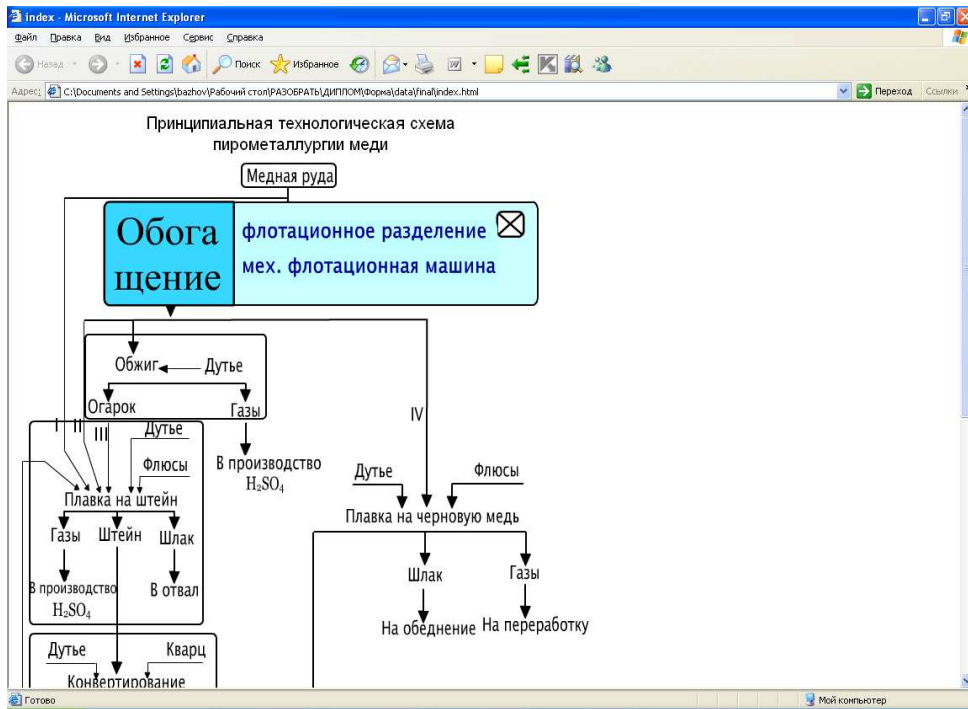 index - Microsoft Internet Explorer
Файл Правка Вид Избранное Сервис Справка
Назад Поиск Избранное
Адрес: C:\Documents and Settings\bazhov\Рабочий стол\РАЗОБРАТЬ\ДИПЛОМ\Форма\data\final\index.html Переход Ссылки
Принципиальная технологическая схема
пирометаллургии меди
Медная руда
Обога
щение
флотационное разделение
мех. флотационная машина
Обжиг Дутье
Огарок Газы
I II III IV
Дутье
Флюсы
В производство
H₂SO₄
Дутье Флюсы
Плавка на штейн
Плавка на черновую медь
Газы Штейн Шлак
Шлак Газы
В производство
H₂SO₄
В отвал
На обеднение На переработку
Дутье Кварц
Конвертирование
Готово Мой компьютер